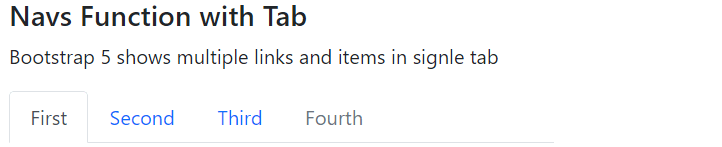 Navs Function with Tab
Bootstrap 5 shows multiple links and items in signle tab
First Second Third Fourth